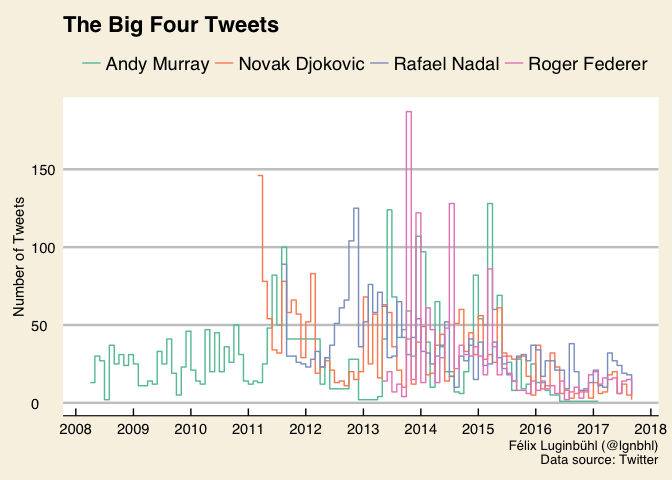 The Big Four Tweets
Andy Murray Novak Djokovic Rafael Nadal Roger Federer
Number of Tweets
150
100
50
0
2008 2009 2010 2011 2012 2013 2014 2015 2016 2017 2018
Félix Luginbühl (@lgnbhl)
Data source: Twitter